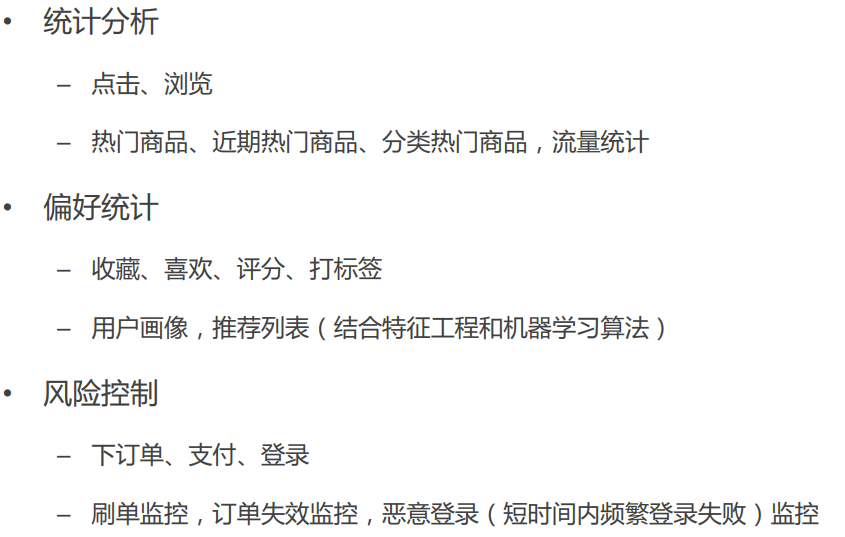 • 统计分析
– 点击、浏览
– 热门商品、近期热门商品、分类热门商品，流量统计
• 偏好统计
– 收藏、喜欢、评分、打标签
– 用户画像，推荐列表（结合特征工程和机器学习算法）
• 风险控制
– 下订单、支付、登录
– 刷单监控，订单失效监控，恶意登录（短时间内频繁登录失败）监控